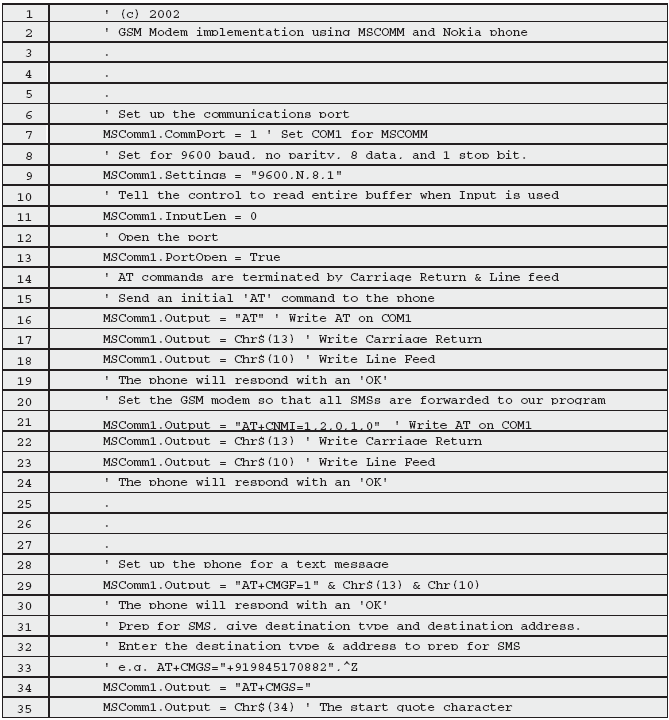 1 ' (c) 2002
2 ' GSM Modem implementation using MSCOMM and Nokia phone
3 .
4 .
5 .
6 ' Set up the communications port
7 MSComm1.CommPort = 1 ' Set COM1 for MSCOMM
8 ' Set for 9600 baud, no parity, 8 data, and 1 stop bit.
9 MSComm1.Settings = "9600,N,8,1"
10 ' Tell the control to read entire buffer when Input is used
11 MSComm1.InputLen = 0
12 ' Open the port
13 MSComm1.PortOpen = True
14 ' AT commands are terminated by Carriage Return & Line feed
15 ' Send an initial 'AT' command to the phone
16 MSComm1.Output = "AT" ' Write AT on COM1
17 MSComm1.Output = Chr$(13) ' Write Carriage Return
18 MSComm1.Output = Chr$(10) ' Write Line Feed
19 ' The phone will respond with an 'OK'
20 ' Set the GSM modem so that all SMSs are forwarded to our program
21 MSComm1.Output = "AT+CNMI=1,2,0,1,0" ' Write AT on COM1
22 MSComm1.Output = Chr$(13) ' Write Carriage Return
23 MSComm1.Output = Chr$(10) ' Write Line Feed
24 ' The phone will respond with an 'OK'
25 .
26 .
27 .
28 ' Set up the phone for a text message
29 MSComm1.Output = "AT+CMGF=1" & Chr$(13) & Chr(10)
30 ' The phone will respond with an 'OK'
31 ' Prep for SMS, give destination type and destination address.
32 ' Enter the destination type & address to prep for SMS
33 ' e.g. AT+CMGS="+919845170882",^Z
34 MSComm1.Output = "AT+CMGS="
35 MSComm1.Output = Chr$(34) ' The start quote character